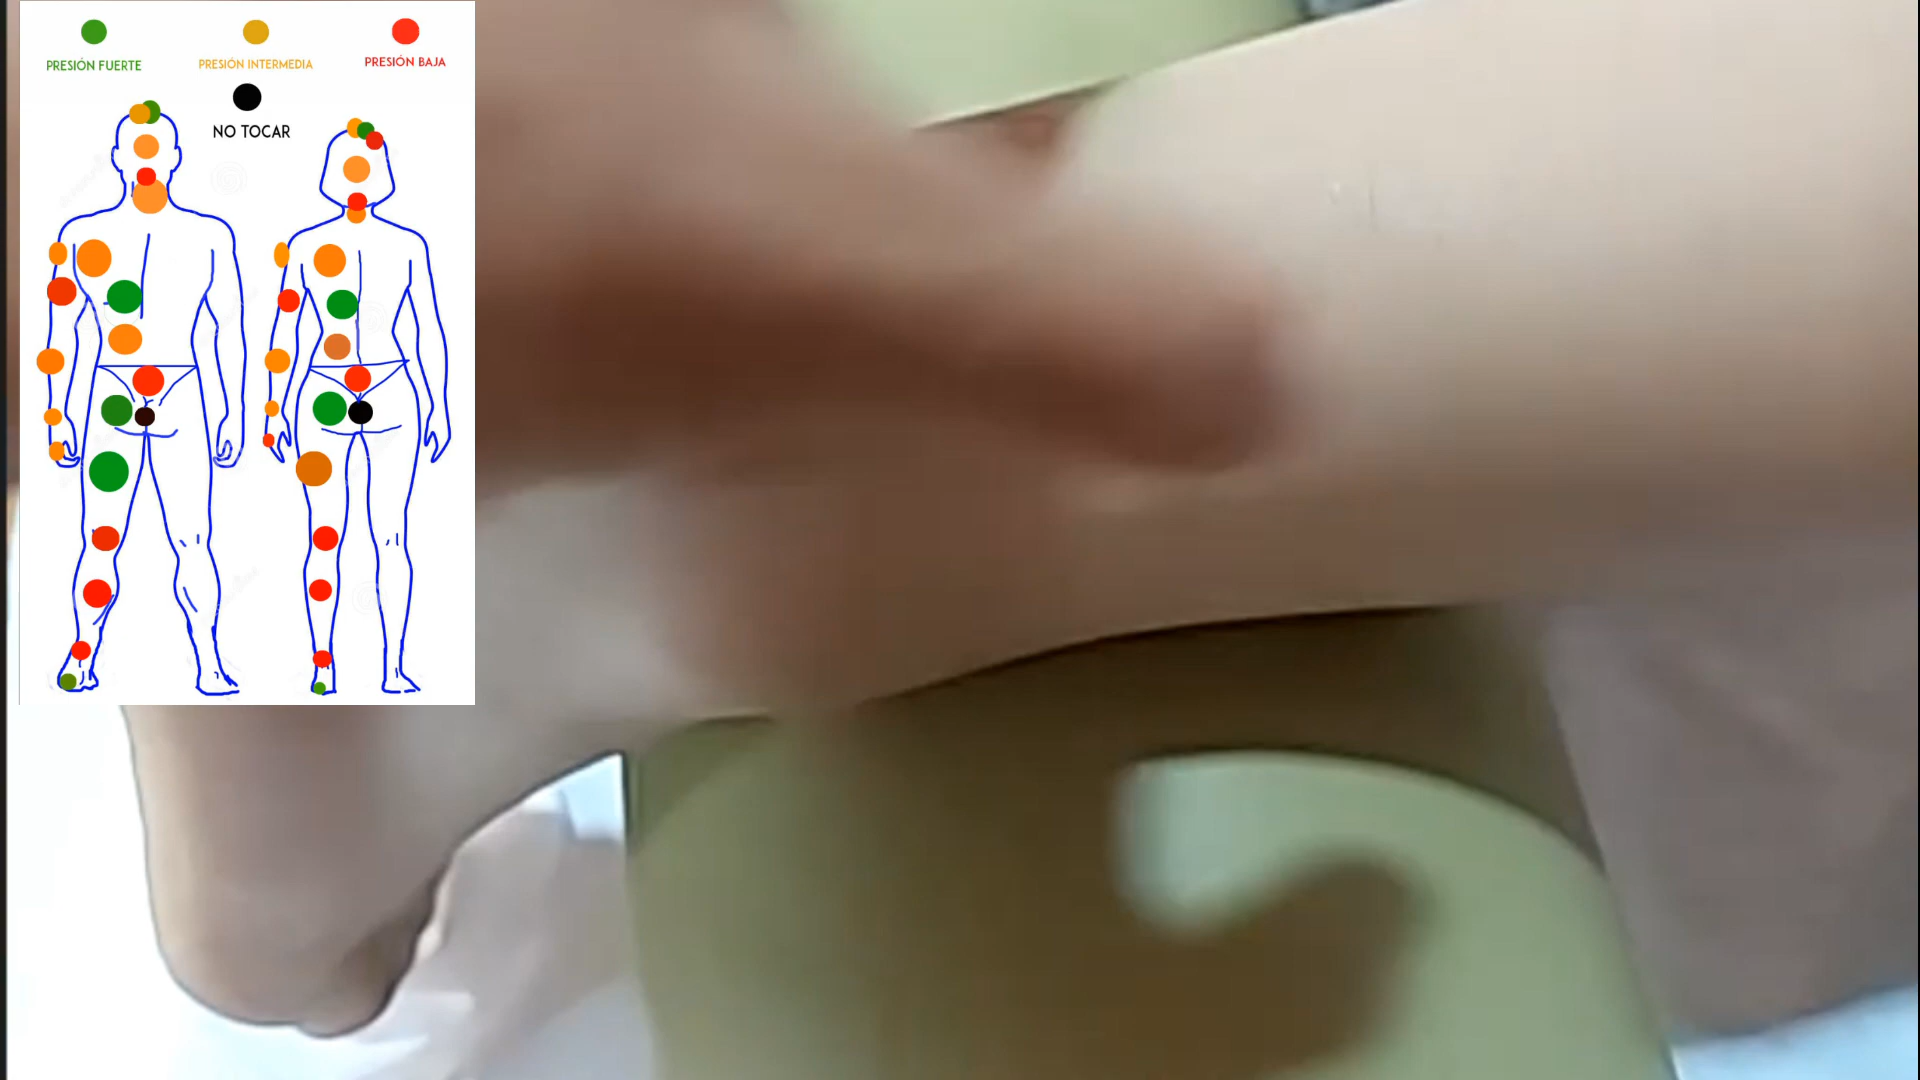 PRESIÓN FUERTE
PRESIÓN INTERMEDIA
PRESIÓN BAJA
NO TOCAR